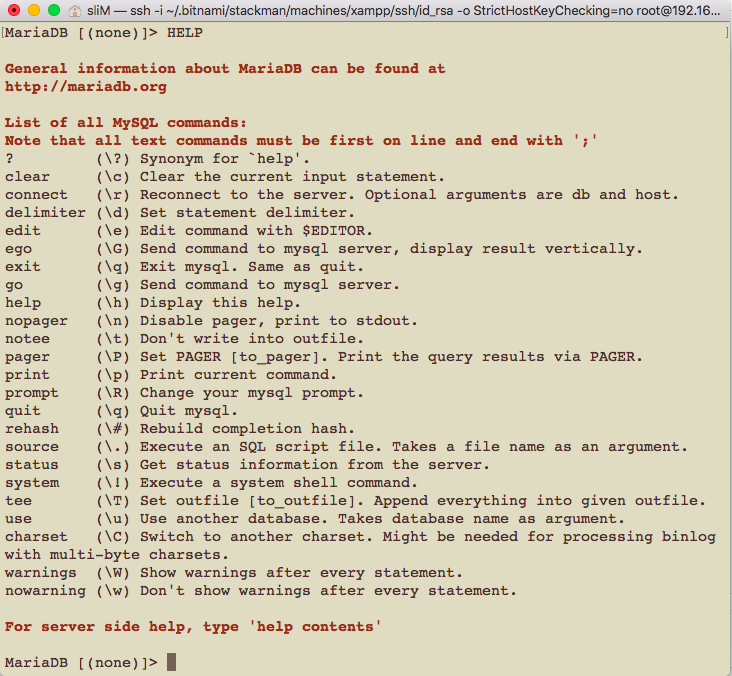 sliM — ssh -i ~/.bitnami/stackman/machines/xampp/ssh/id_rsa -o StrictHostKeyChecking=no root@192.16...
[MariaDB [(none)]> HELP ]
General information about MariaDB can be found at
http://mariadb.org
List of all MySQL commands:
Note that all text commands must be first on line and end with ';'
?         (\?) Synonym for `help'.
clear     (\c) Clear the current input statement.
connect   (\r) Reconnect to the server. Optional arguments are db and host.
delimiter (\d) Set statement delimiter.
edit      (\e) Edit command with $EDITOR.
ego       (\G) Send command to mysql server, display result vertically.
exit      (\q) Exit mysql. Same as quit.
go        (\g) Send command to mysql server.
help      (\h) Display this help.
nopager   (\n) Disable pager, print to stdout.
notee     (\t) Don't write into outfile.
pager     (\P) Set PAGER [to_pager]. Print the query results via PAGER.
print     (\p) Print current command.
prompt    (\R) Change your mysql prompt.
quit      (\q) Quit mysql.
rehash    (\#) Rebuild completion hash.
source    (\.) Execute an SQL script file. Takes a file name as an argument.
status    (\s) Get status information from the server.
system    (\!) Execute a system shell command.
tee       (\T) Set outfile [to_outfile]. Append everything into given outfile.
use       (\u) Use another database. Takes database name as argument.
charset   (\C) Switch to another charset. Might be needed for processing binlog
with multi-byte charsets.
warnings  (\W) Show warnings after every statement.
nowarning (\w) Don't show warnings after every statement.
For server side help, type 'help contents'
MariaDB [(none)]>